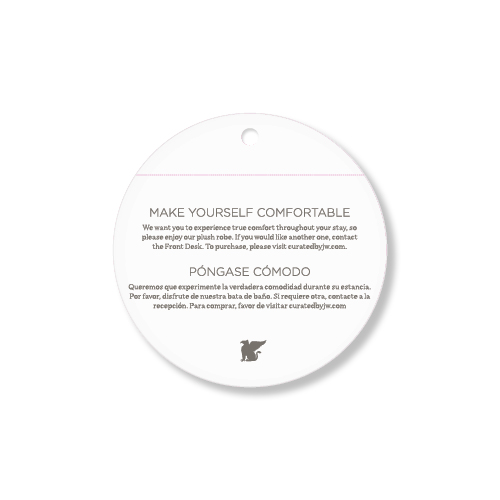 MAKE YOURSELF COMFORTABLE
We want you to experience true comfort throughout your stay, so
please enjoy our plush robe. If you would like another one, contact
the Front Desk. To purchase, please visit curatedbyjw.com.
PÓNGASE CÓMODO
Queremos que experimente la verdadera comodidad durante su estancia.
Por favor, disfrute de nuestra bata de baño. Si requiere otra, contacte a la
recepción. Para comprar, favor de visitar curatedbyjw.com